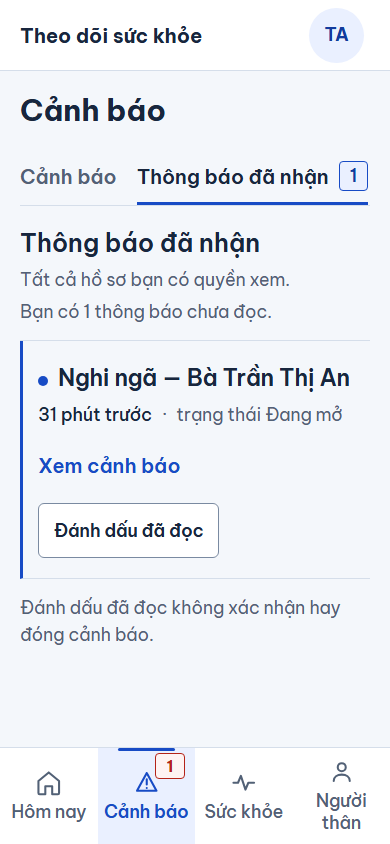 Theo dõi sức khỏe
TA
Cảnh báo
Cảnh báo
Thông báo đã nhận 1
Thông báo đã nhận
Tất cả hồ sơ bạn có quyền xem.
Bạn có 1 thông báo chưa đọc.
Nghi ngã — Bà Trần Thị An
31 phút trước · trạng thái Đang mở
Xem cảnh báo
Đánh dấu đã đọc
Đánh dấu đã đọc không xác nhận hay
đóng cảnh báo.
Hôm nay
1
Cảnh báo
Sức khỏe
Người
thân